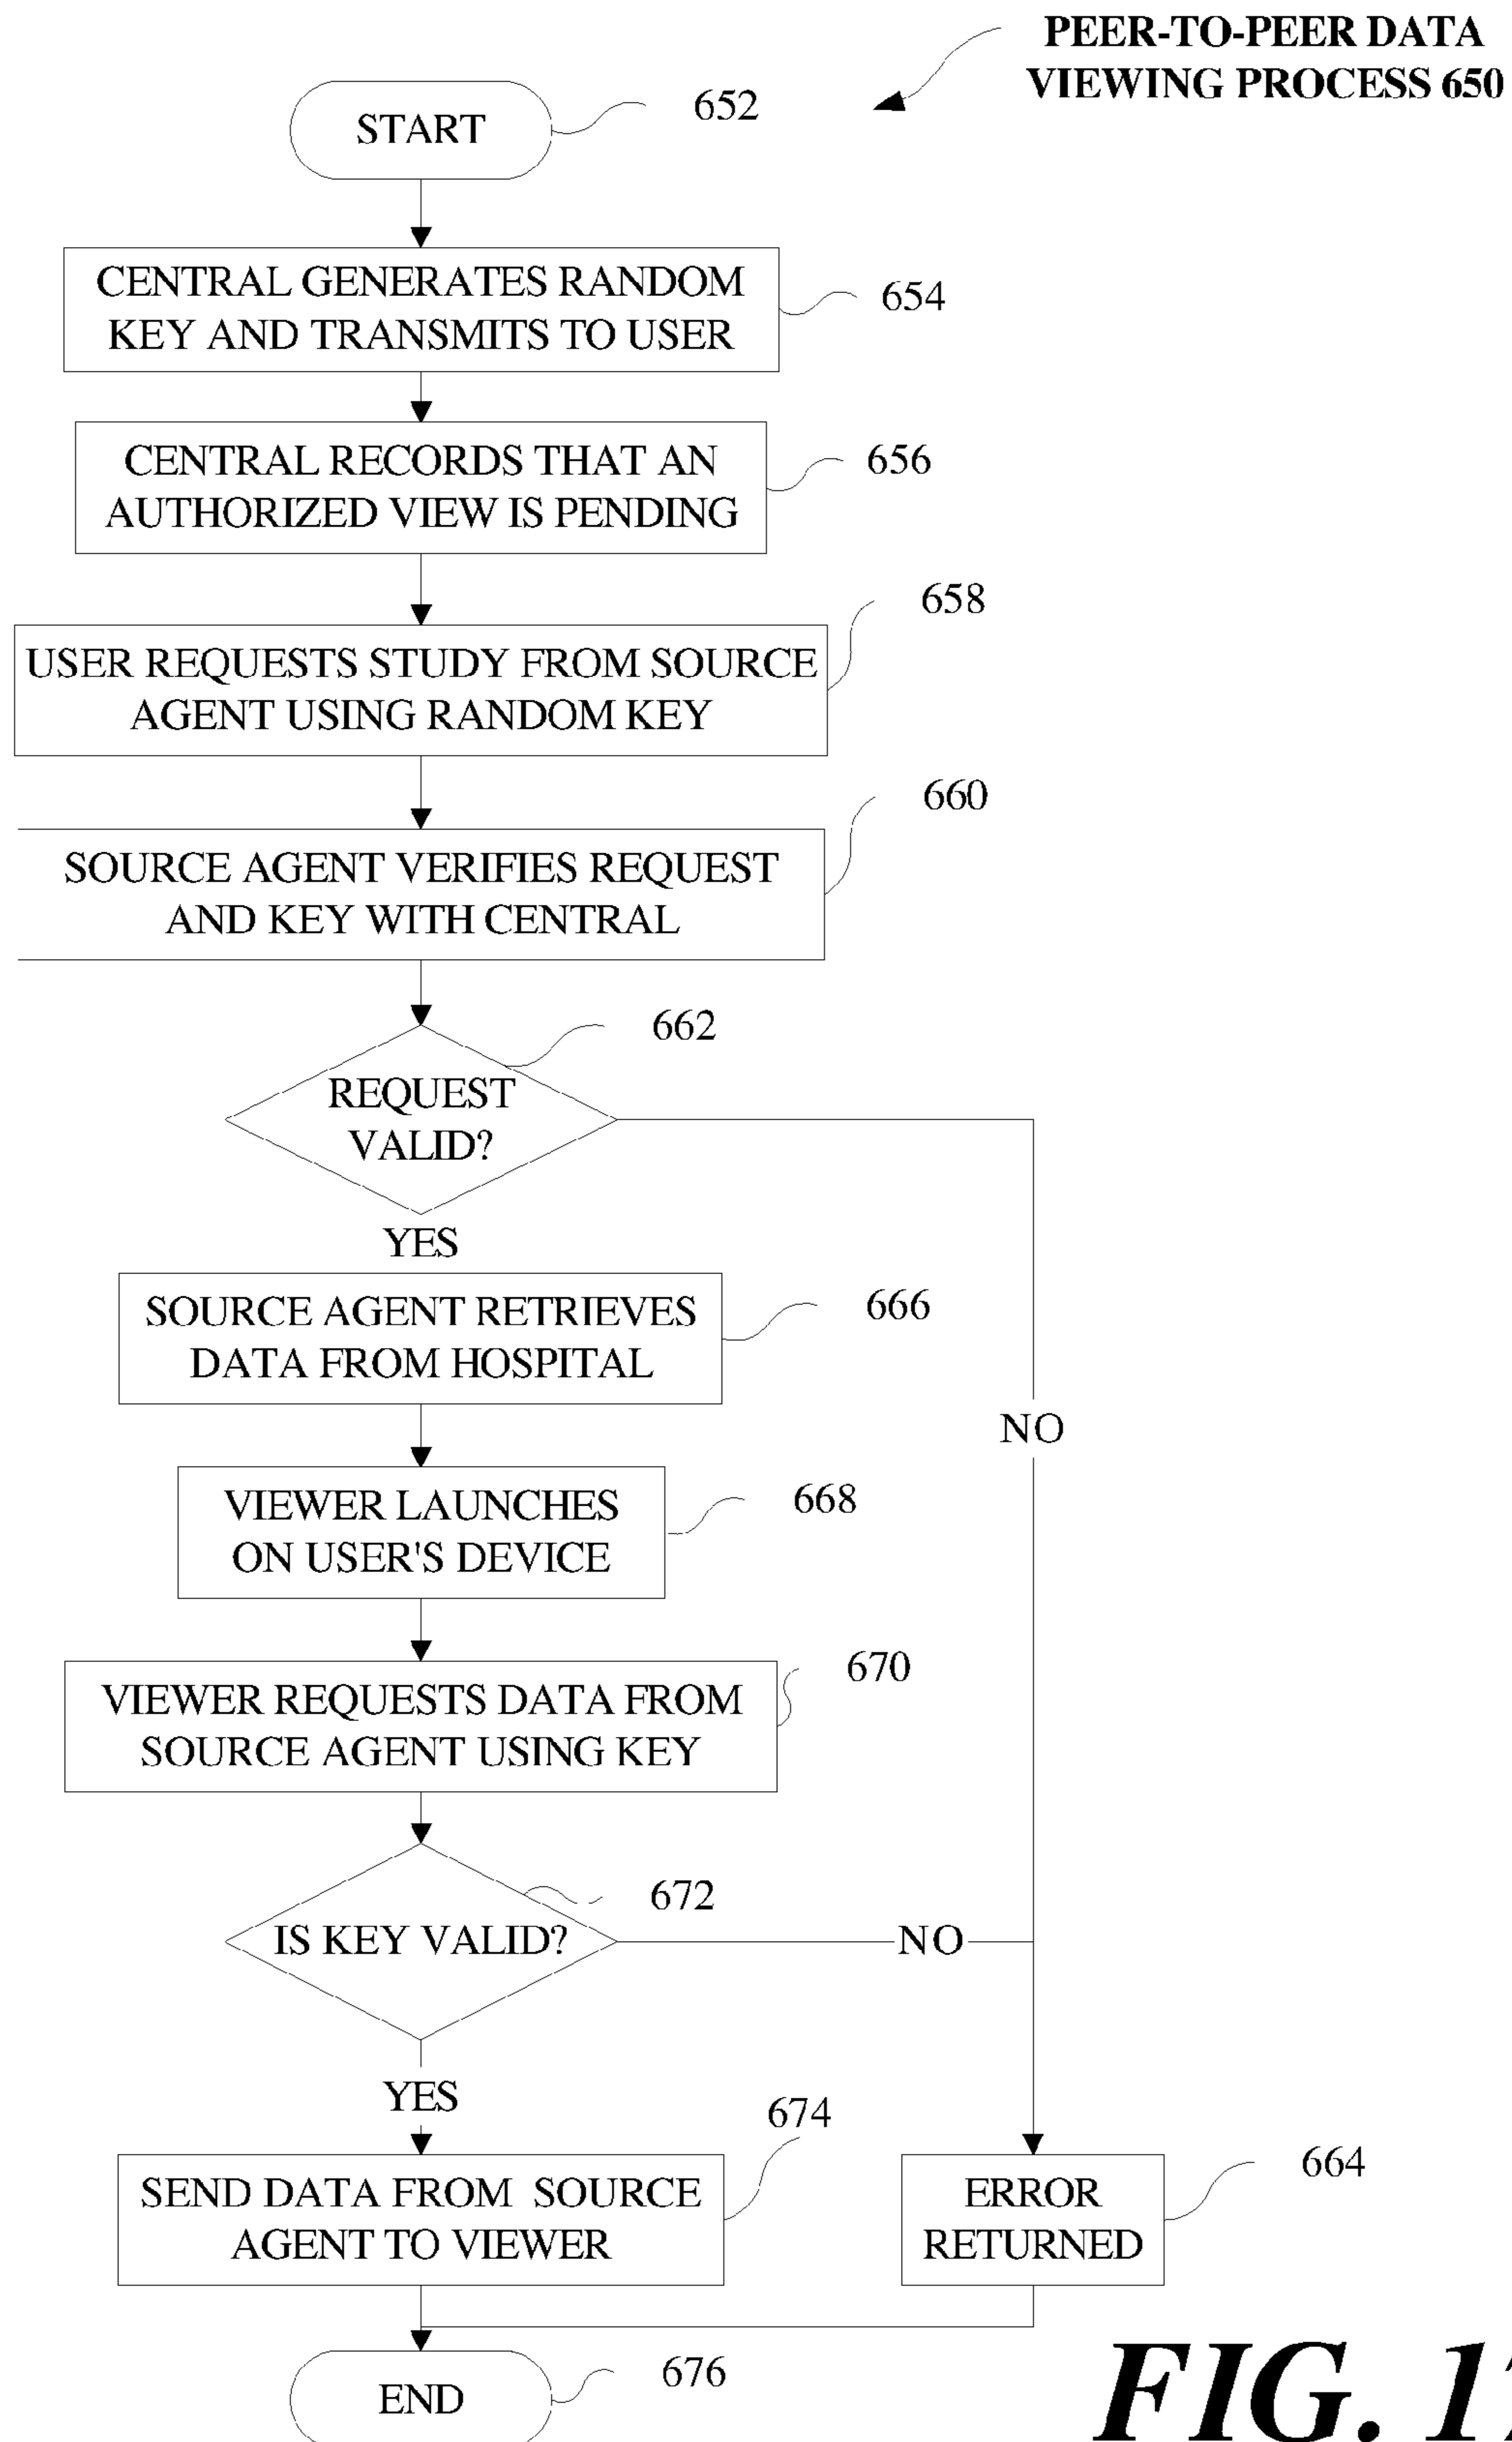 PEER-TO-PEER DATA
VIEWING PROCESS 650
START
652
CENTRAL GENERATES RANDOM
KEY AND TRANSMITS TO USER
654
CENTRAL RECORDS THAT AN
AUTHORIZED VIEW IS PENDING
656
658
USER REQUESTS STUDY FROM SOURCE
AGENT USING RANDOM KEY
660
SOURCE AGENT VERIFIES REQUEST
AND KEY WITH CENTRAL
662
REQUEST
VALID?
YES
SOURCE AGENT RETRIEVES
DATA FROM HOSPITAL
666
NO
VIEWER LAUNCHES
ON USER'S DEVICE
668
670
VIEWER REQUESTS DATA FROM
SOURCE AGENT USING KEY
672
IS KEY VALID?
NO
YES
674
SEND DATA FROM SOURCE
AGENT TO VIEWER
664
ERROR
RETURNED
END
676
FIG.